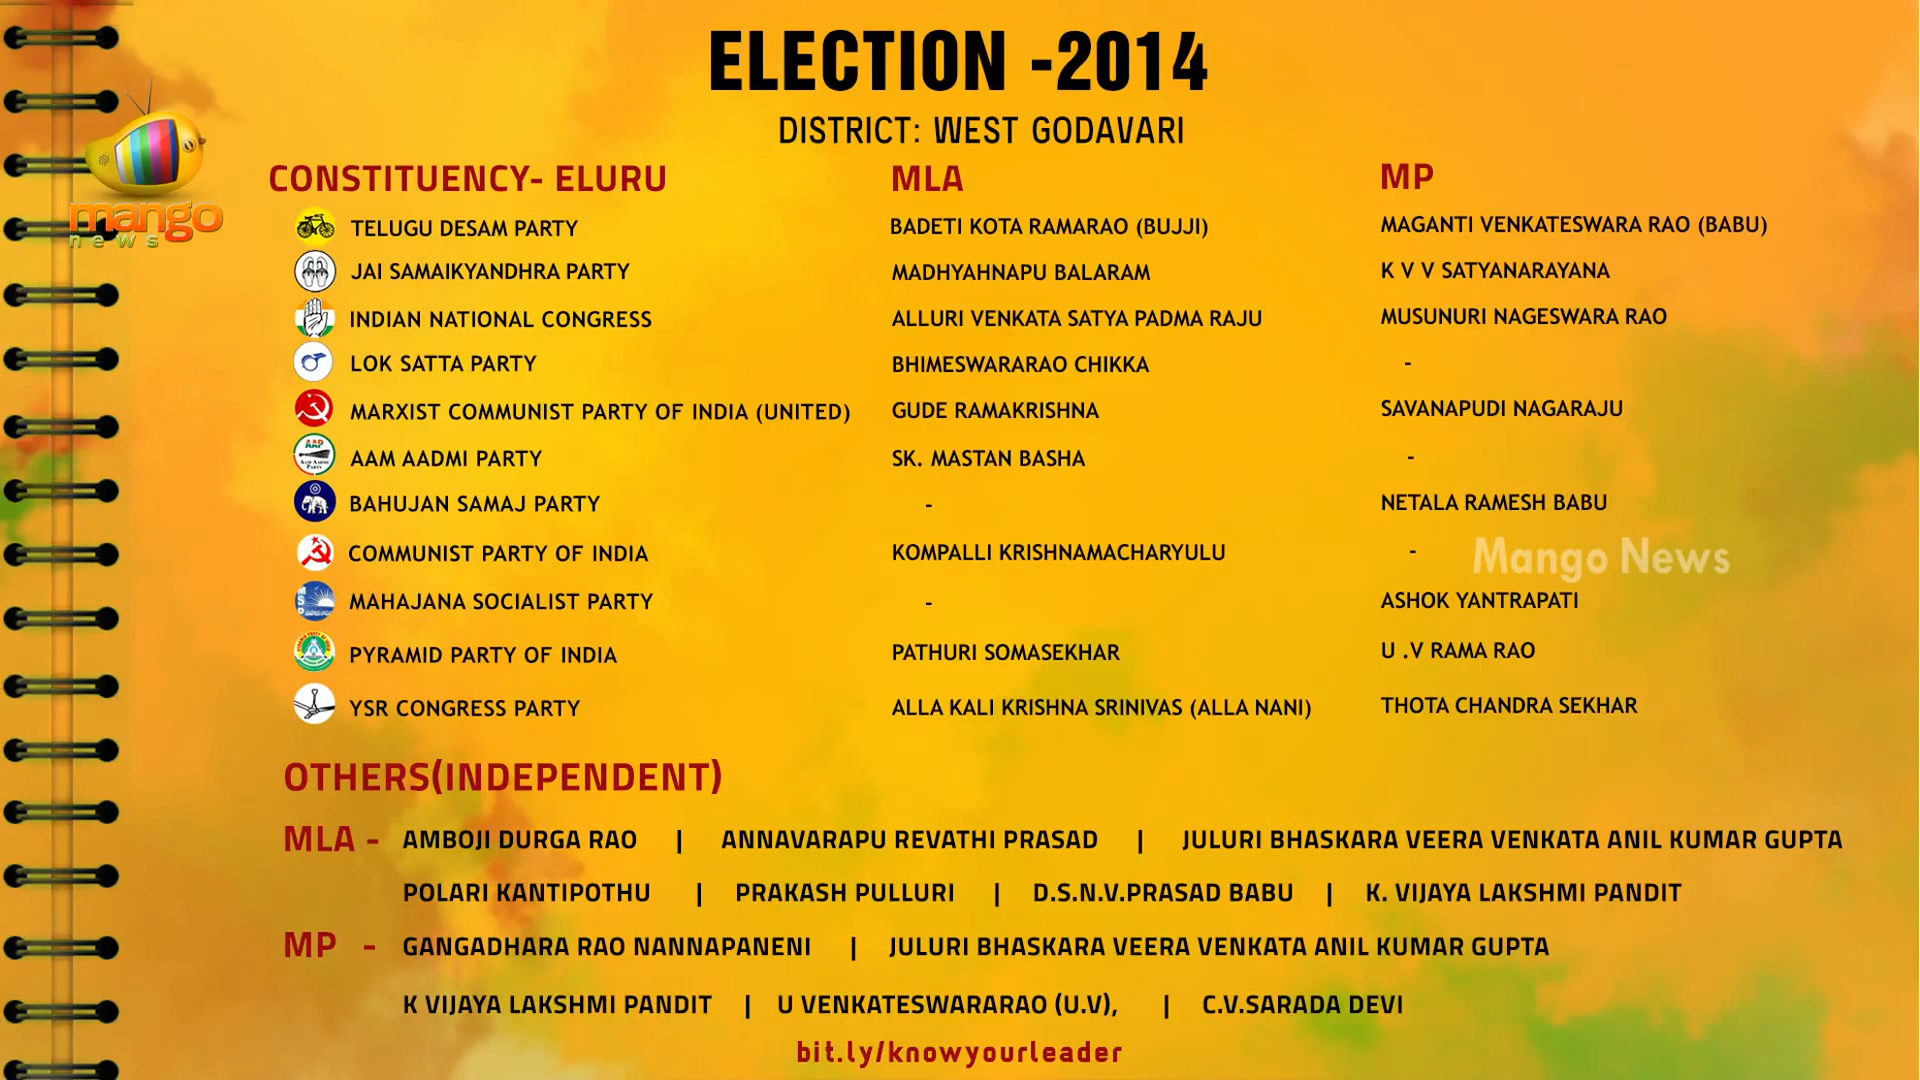 ELECTION -2014
DISTRICT: WEST GODAVARI
CONSTITUENCY- ELURU MLA MP
mango
news
TELUGU DESAM PARTY BADETI KOTA RAMARAO (BUJJI) MAGANTI VENKATESWARA RAO (BABU)
JAI SAMAIKYANDHRA PARTY MADHYAHNAPU BALARAM K V V SATYANARAYANA
INDIAN NATIONAL CONGRESS ALLURI VENKATA SATYA PADMA RAJU MUSUNURI NAGESWARA RAO
LOK SATTA PARTY BHIMESWARARAO CHIKKA -
MARXIST COMMUNIST PARTY OF INDIA (UNITED) GUDE RAMAKRISHNA SAVANAPUDI NAGARAJU
AAP AAM AADMI PARTY AAM AADMI PARTY SK. MASTAN BASHA -
BAHUJAN SAMAJ PARTY - NETALA RAMESH BABU
COMMUNIST PARTY OF INDIA KOMPALLI KRISHNAMACHARYULU -
Mango News
MSP MAHAJANA SOCIALIST PARTY - ASHOK YANTRAPATI
PYRAMID PARTY OF INDIA PATHURI SOMASEKHAR U .V RAMA RAO
YSR CONGRESS PARTY ALLA KALI KRISHNA SRINIVAS (ALLA NANI) THOTA CHANDRA SEKHAR
OTHERS(INDEPENDENT)
MLA - AMBOJI DURGA RAO | ANNAVARAPU REVATHI PRASAD | JULURI BHASKARA VEERA VENKATA ANIL KUMAR GUPTA
POLARI KANTIPOTHU | PRAKASH PULLURI | D.S.N.V.PRASAD BABU | K. VIJAYA LAKSHMI PANDIT
MP - GANGADHARA RAO NANNAPANENI | JULURI BHASKARA VEERA VENKATA ANIL KUMAR GUPTA
K VIJAYA LAKSHMI PANDIT | U VENKATESWARARAO (U.V), | C.V.SARADA DEVI
bit.ly/knowyourleader